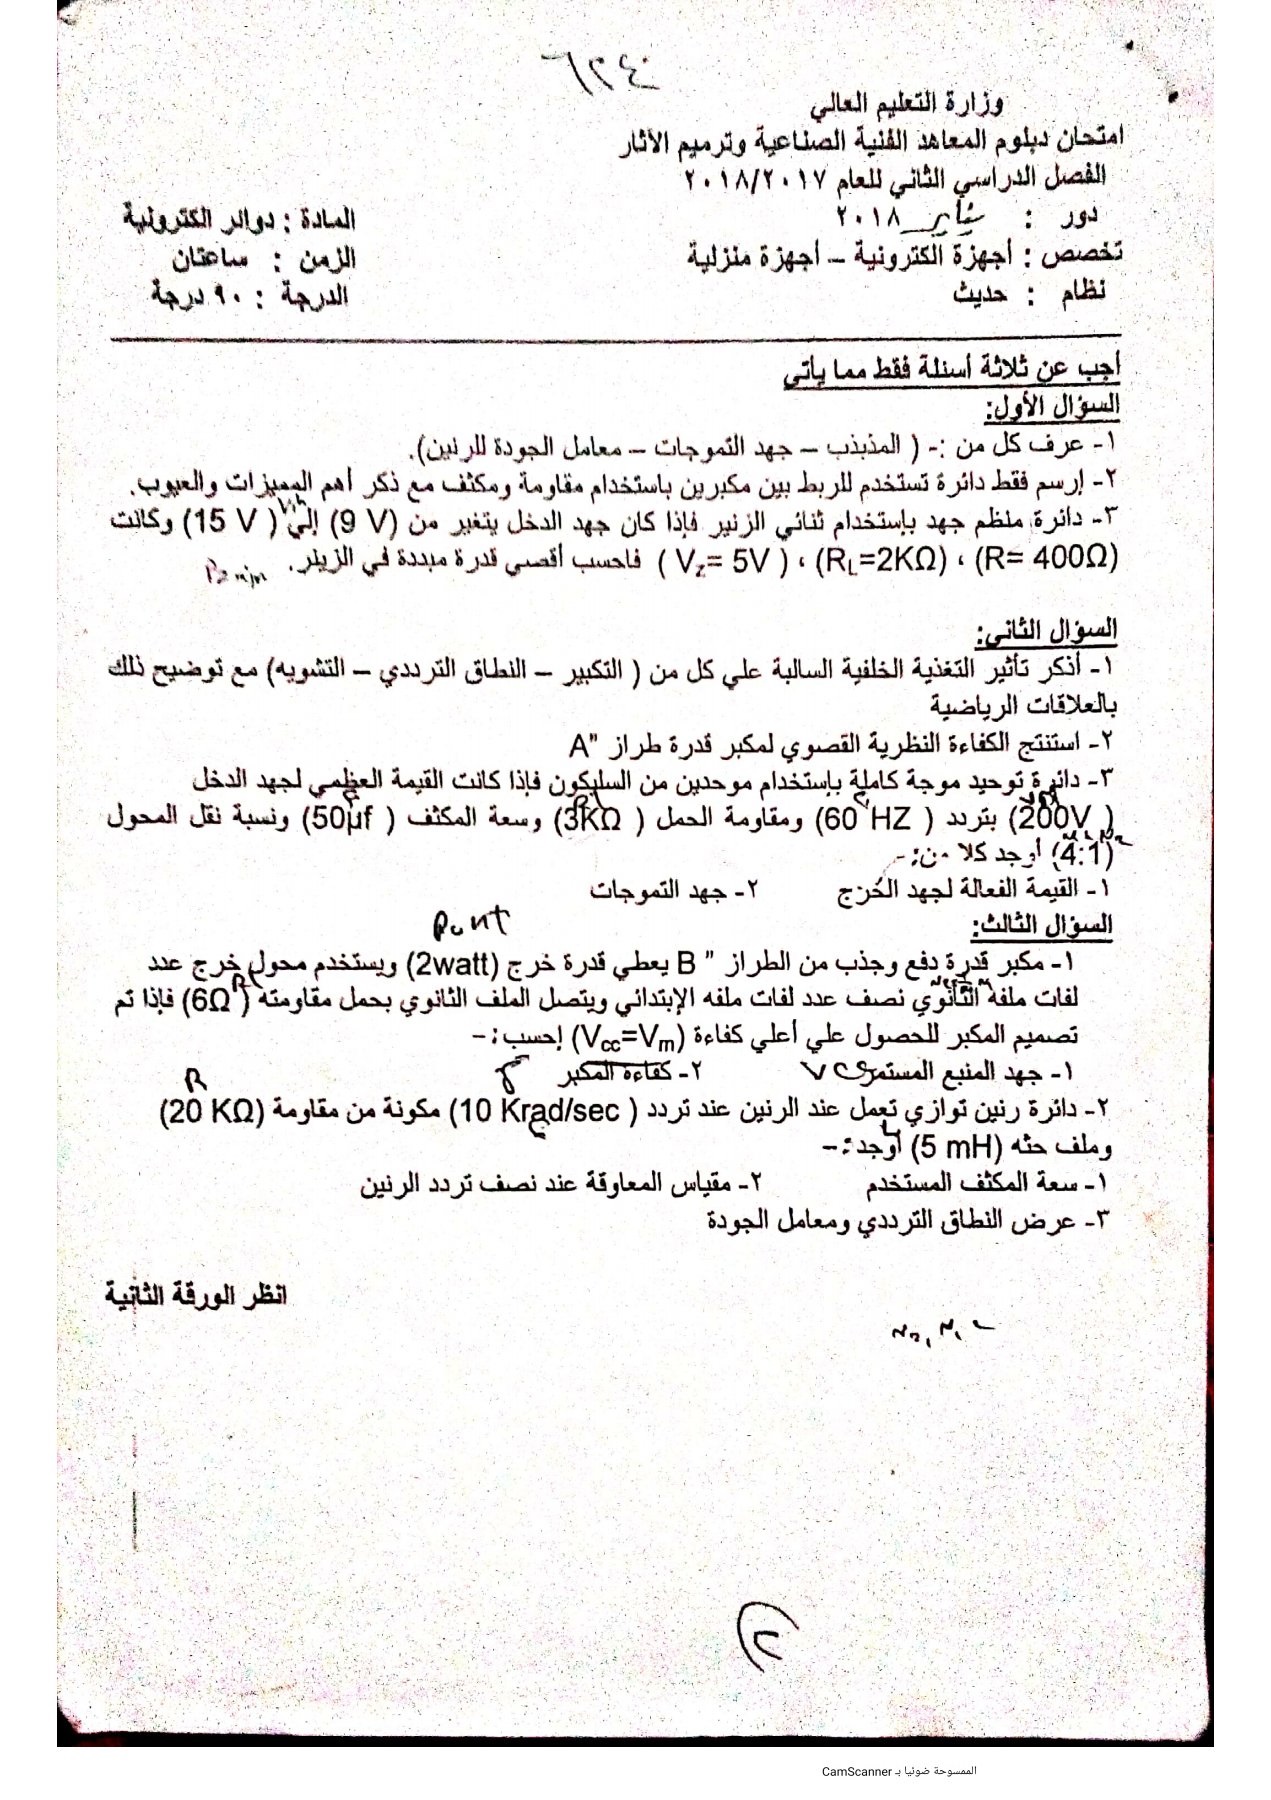 وزارة التعليم العالي
امتحان دبلوم المعاهد الفنية الصناعية وترميم الأثار
الفصل الدراسي الثاني للعام ٢٠١٨/٢٠١٧
دور : يناير ٢٠١٨
المادة : دوائر الكترونية
تخصص : أجهزة الكترونية – أجهزة منزلية
الزمن : ساعتان
نظام : حديث
الدرجة : ٩٠ درجة
أجب عن ثلاثة أسئلة فقط مما يأتي
السؤال الأول:
١- عرف كل من :- ( المذبذب – جهد التموجات – معامل الجودة للرنين).
٢- إرسم فقط دائرة تستخدم للربط بين مكبرين باستخدام مقاومة ومكثف مع ذكر أهم المميزات والعيوب.
٣- دائرة منظم جهد بإستخدام ثنائي الزنير فإذا كان جهد الدخل يتغير من (9 V) إلي (15 V ) وكانت
(R= 400Ω) ، (RL=2KΩ) ، ( Vz= 5V ) فاحسب أقصي قدرة مبددة في الزينر.
السؤال الثاني:
١- أذكر تأثير التغذية الخلفية السالبة علي كل من ( التكبير – النطاق الترددي – التشويه) مع توضيح ذلك
بالعلاقات الرياضية
٢- استنتج الكفاءة النظرية القصوي لمكبر قدرة طراز "A
٣- دائرة توحيد موجة كاملة بإستخدام موحدين من السليكون فإذا كانت القيمة العظمي لجهد الدخل
(200V ) بتردد (60 HZ ) ومقاومة الحمل (3KΩ ) وسعة المكثف (50µf ) ونسبة نقل المحول
(4:1) أوجد كلا من:-
١- القيمة الفعالة لجهد الخرج ٢- جهد التموجات
السؤال الثالث:
Pout
١- مكبر قدرة دفع وجذب من الطراز " B يعطي قدرة خرج (2watt) ويستخدم محول خرج عدد
لفات ملفه الثانوي نصف عدد لفات ملفه الإبتدائي ويتصل الملف الثانوي بحمل مقاومته (6Ω ) فإذا تم
تصميم المكبر للحصول علي أعلي كفاءة (Vcc=Vm) إحسب:-
١- جهد المنبع المستمر ٢- كفاءة المكبر
R
٢- دائرة رنين توازي تعمل عند الرنين عند تردد (10 Krad/sec ) مكونة من مقاومة (20 KΩ)
وملف حثه (5 mH) أوجد:-
١- سعة المكثف المستخدم ٢- مقياس المعاوقة عند نصف تردد الرنين
٣- عرض النطاق الترددي ومعامل الجودة
انظر الورقة الثانية
الممسوحة ضوئيا بـ CamScanner